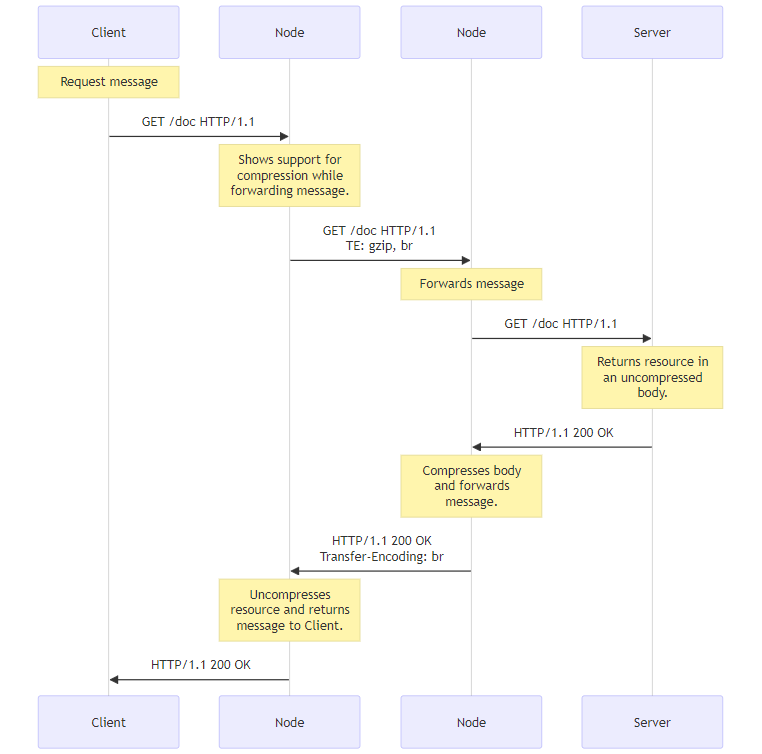 Client
Node
Node
Server
Request message
GET /doc HTTP/1.1
Shows support for
compression while
forwarding message.
GET /doc HTTP/1.1
TE: gzip, br
Forwards message
GET /doc HTTP/1.1
Returns resource in
an uncompressed
body.
HTTP/1.1 200 OK
Compresses body
and forwards
message.
HTTP/1.1 200 OK
Transfer-Encoding: br
Uncompresses
resource and returns
message to Client.
HTTP/1.1 200 OK
Client
Node
Node
Server